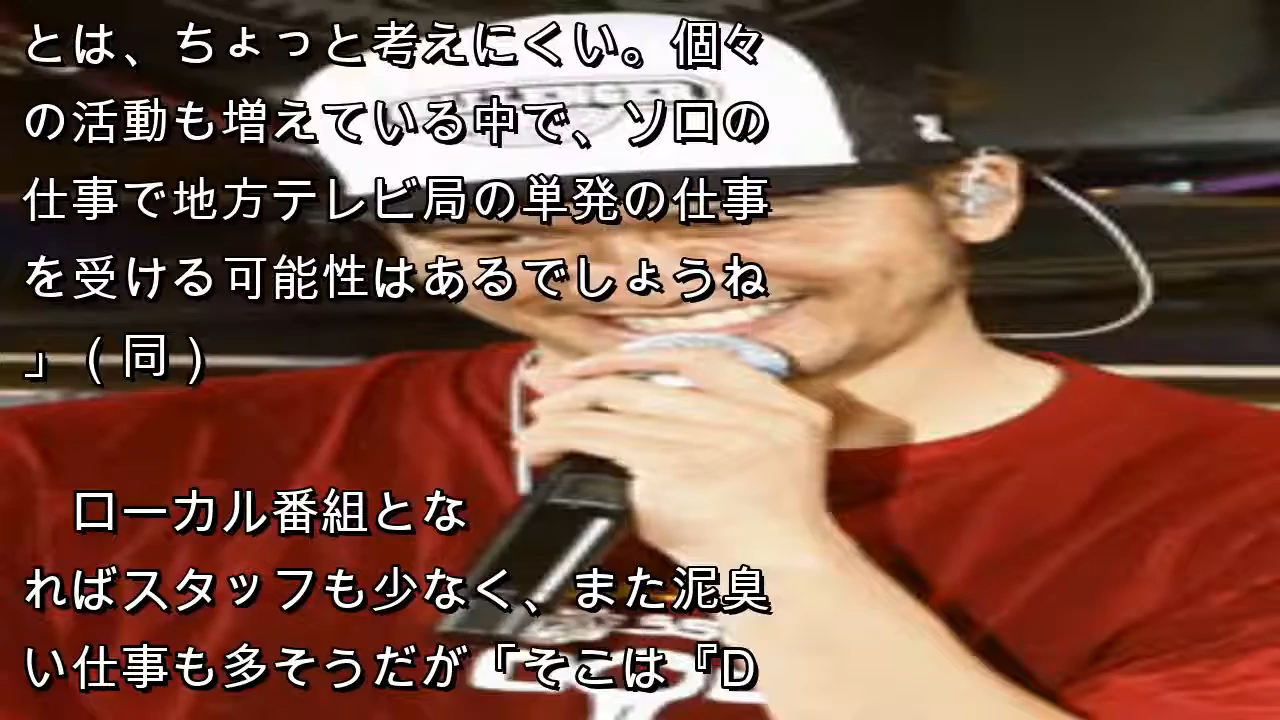 とは、ちょっと考えにくい。個々
の活動も増えている中で、ソロの
仕事で地方テレビ局の単発の仕事
を受ける可能性はあるでしょうね
」(同)
ローカル番組とな
ればスタッフも少なく、また泥臭
い仕事も多そうだが「そこは『D